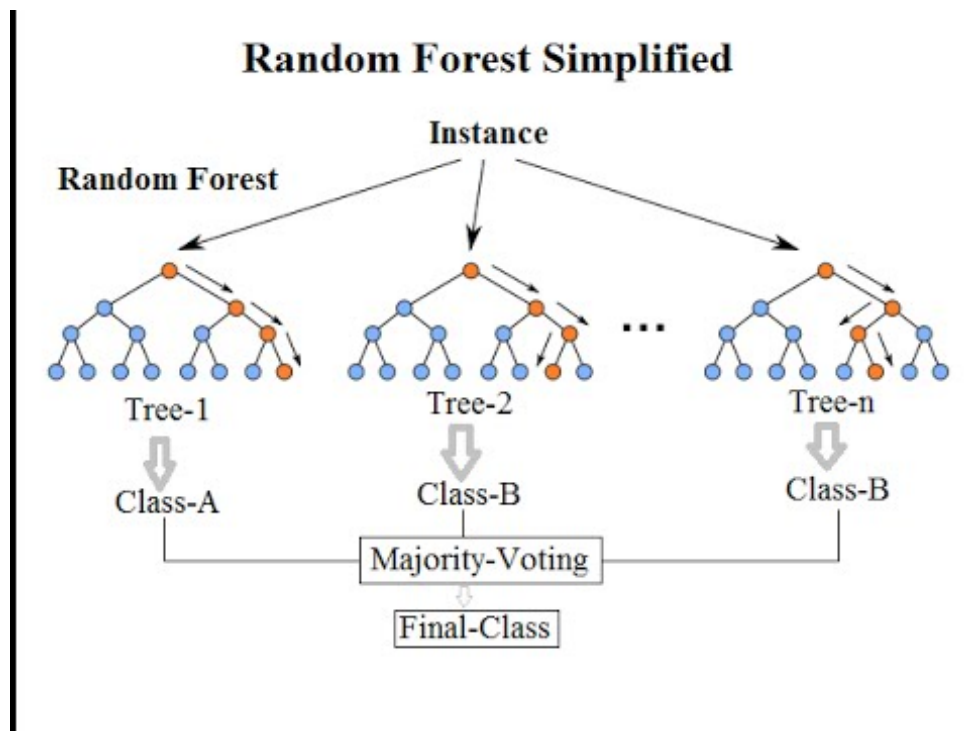 Random Forest Simplified
Instance
Random Forest
...
Tree-1
Tree-2
Tree-n
Class-A
Class-B
Class-B
Majority-Voting
Final-Class